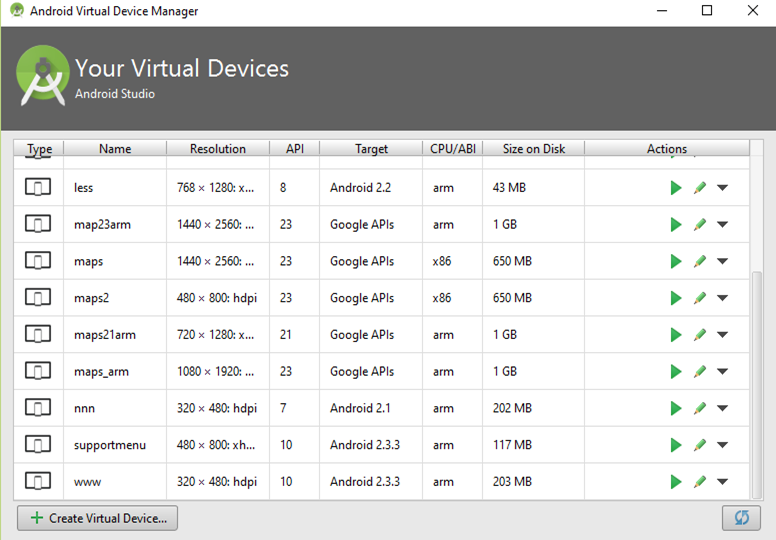 Android Virtual Device Manager
Your Virtual Devices
Android Studio
Type Name Resolution API Target CPU/ABI Size on Disk Actions
less 768 × 1280: x... 8 Android 2.2 arm 43 MB
map23arm 1440 × 2560: ... 23 Google APIs arm 1 GB
maps 1440 × 2560: ... 23 Google APIs x86 650 MB
maps2 480 × 800: hdpi 23 Google APIs x86 650 MB
maps21arm 720 × 1280: x... 21 Google APIs arm 1 GB
maps_arm 1080 × 1920: ... 23 Google APIs arm 1 GB
nnn 320 × 480: hdpi 7 Android 2.1 arm 202 MB
supportmenu 480 × 800: xh... 10 Android 2.3.3 arm 117 MB
www 320 × 480: hdpi 10 Android 2.3.3 arm 203 MB
Create Virtual Device...